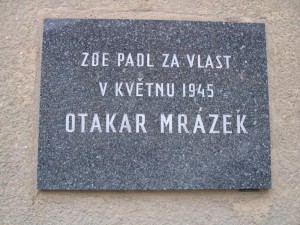 ZDE PADL ZA VLAST
V KVĚTNU 1945
OTAKAR MRÁZEK